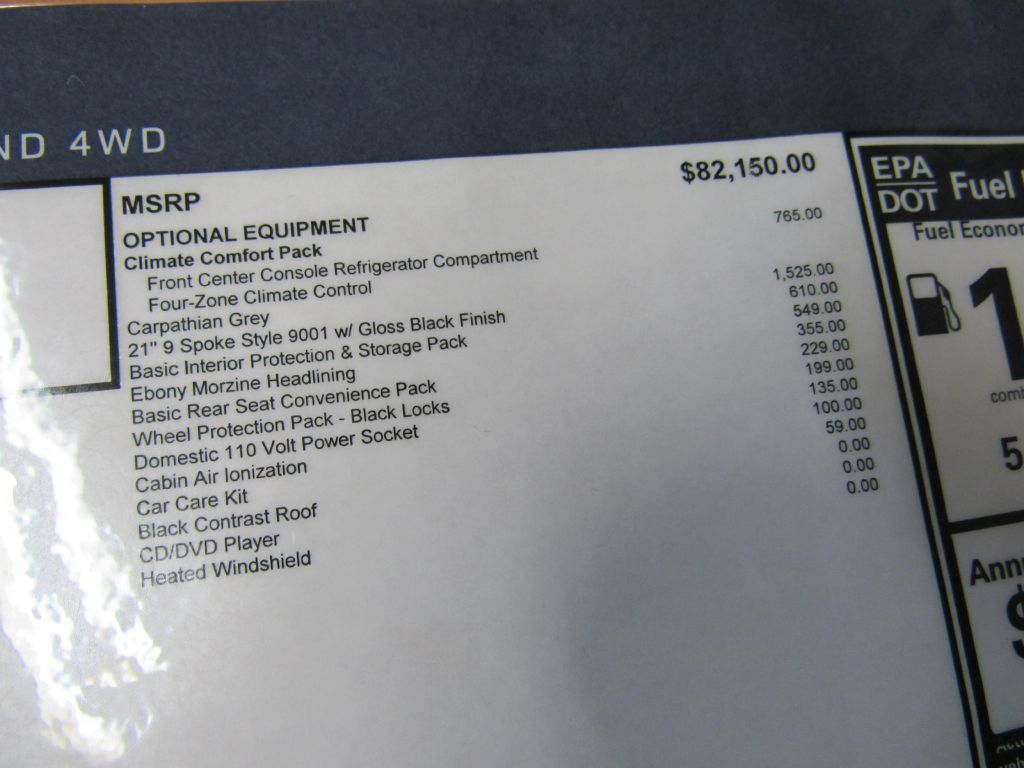 ND 4WD
MSRP $82,150.00
OPTIONAL EQUIPMENT
Climate Comfort Pack 765.00
Front Center Console Refrigerator Compartment
Four-Zone Climate Control
Carpathian Grey 1,525.00
21" 9 Spoke Style 9001 w/ Gloss Black Finish 610.00
Basic Interior Protection & Storage Pack 549.00
Ebony Morzine Headlining 355.00
Basic Rear Seat Convenience Pack 229.00
Wheel Protection Pack - Black Locks 199.00
Domestic 110 Volt Power Socket 135.00
Cabin Air Ionization 100.00
Car Care Kit 59.00
Black Contrast Roof 0.00
CD/DVD Player 0.00
Heated Windshield 0.00
EPA
DOT Fuel
Fuel Econo
1
com
5
Ann
$